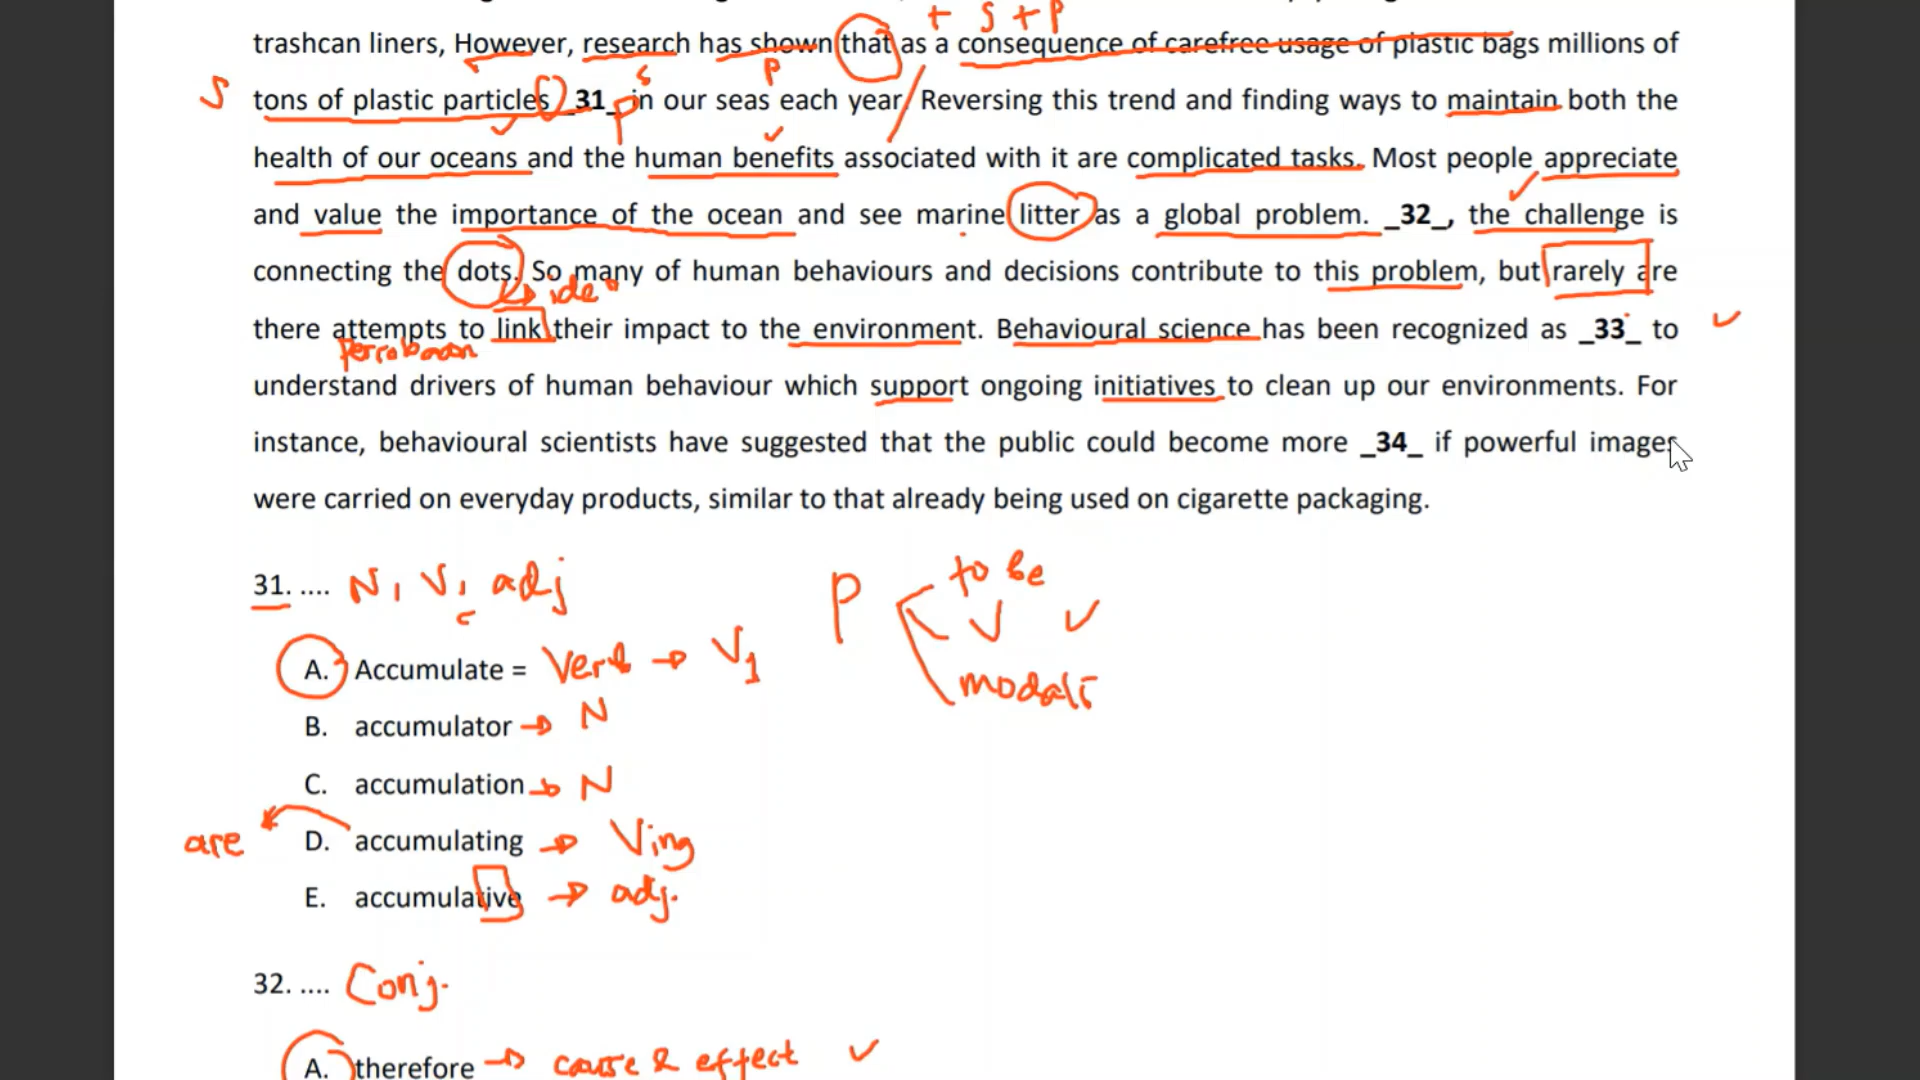 + S + P
trashcan liners, However, research has shown that as a consequence of carefree usage of plastic bags millions of
S P
S tons of plastic particles _31_ in our seas each year. Reversing this trend and finding ways to maintain both the
P
health of our oceans and the human benefits associated with it are complicated tasks. Most people appreciate
and value the importance of the ocean and see marine litter as a global problem. _32_, the challenge is
connecting the dots. So many of human behaviours and decisions contribute to this problem, but rarely are
ide
there attempts to link their impact to the environment. Behavioural science has been recognized as _33_ to
percobaan
understand drivers of human behaviour which support ongoing initiatives to clean up our environments. For
instance, behavioural scientists have suggested that the public could become more _34_ if powerful images
were carried on everyday products, similar to that already being used on cigarette packaging.
31. .... N, V, adj
P to be
V
modals
A. Accumulate = Verb → V1
B. accumulator → N
C. accumulation → N
are D. accumulating → Ving
E. accumulative → adj.
32. .... Conj.
A. therefore → cause & effect